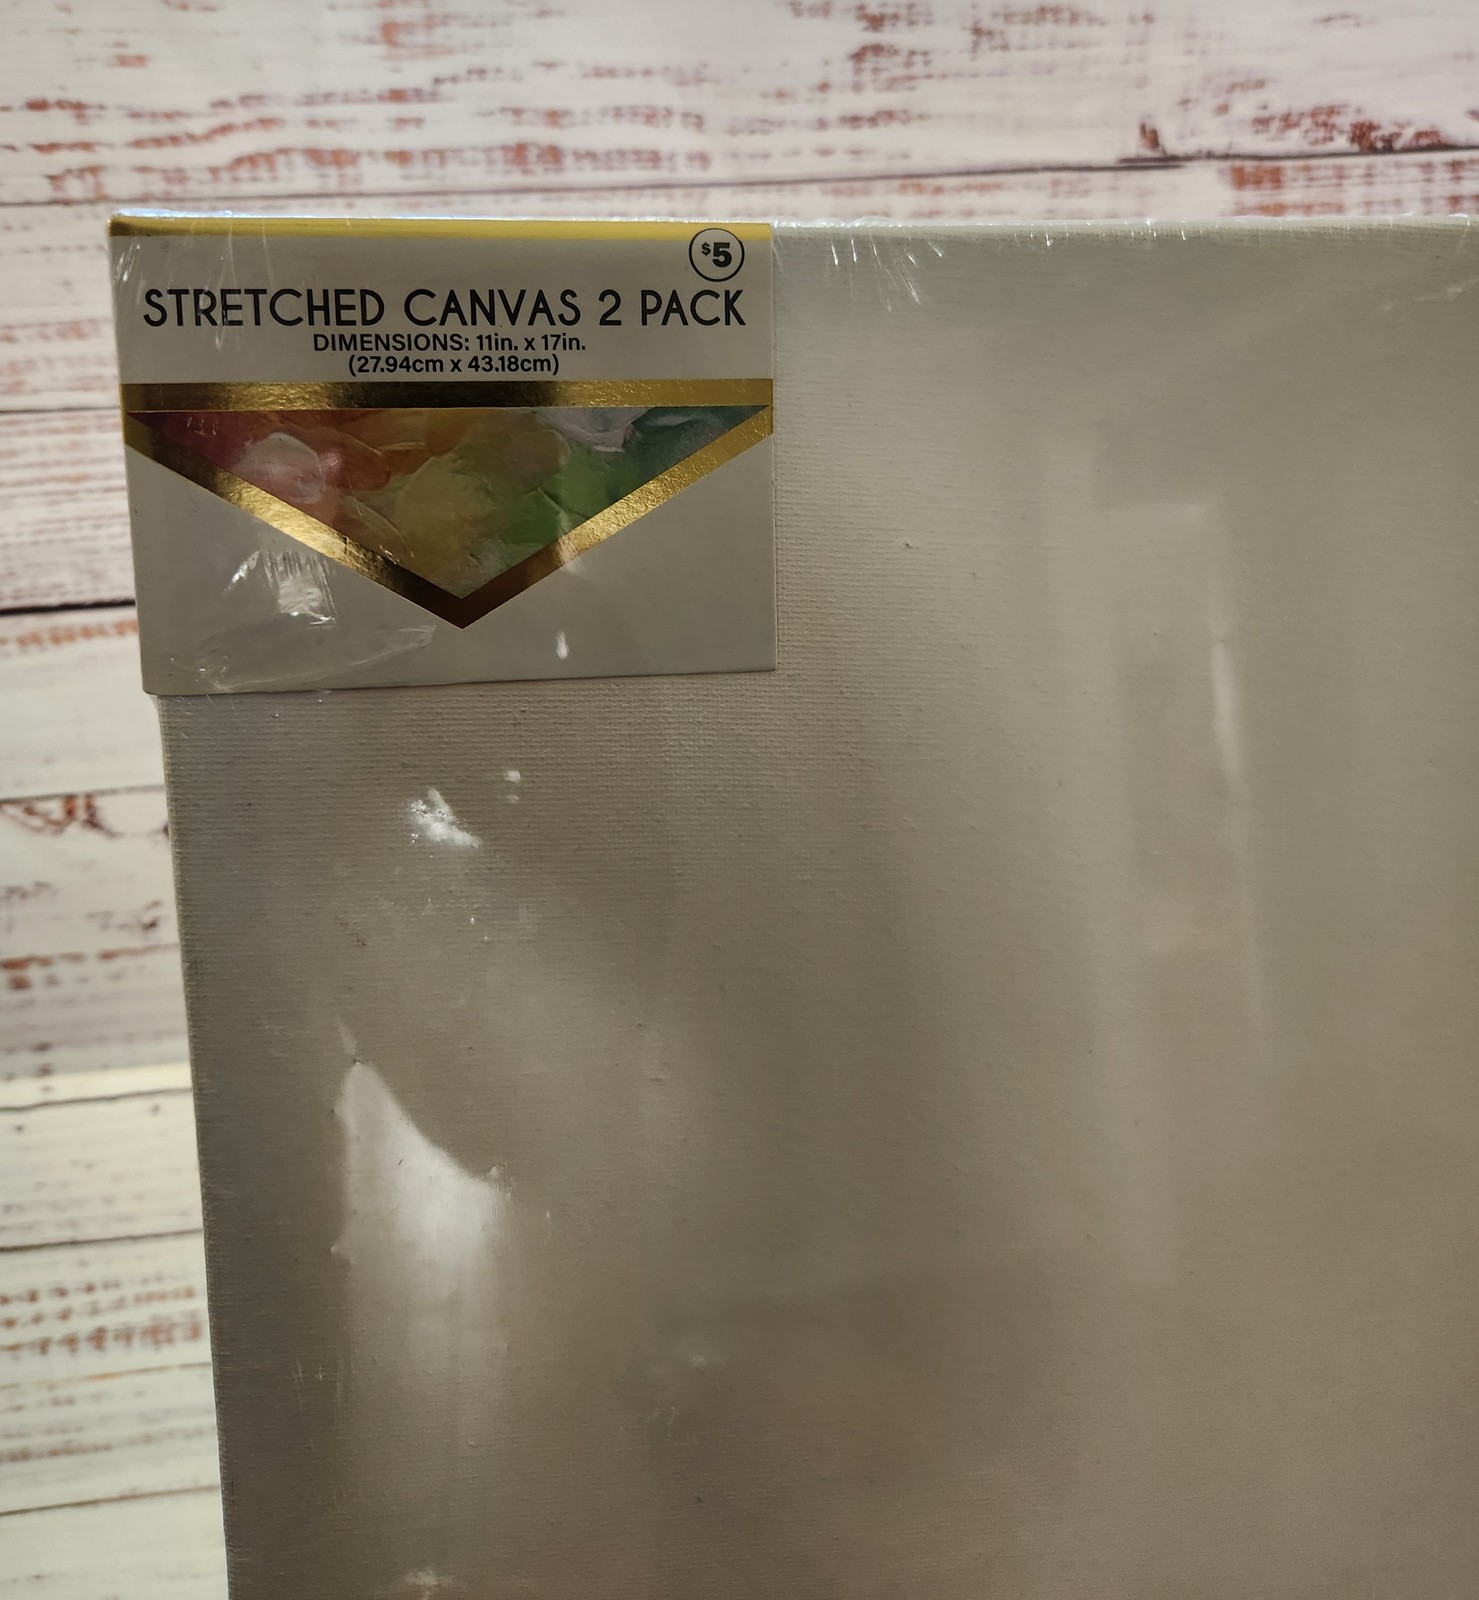 $5
STRETCHED CANVAS 2 PACK
DIMENSIONS: 11in. x 17in.
(27.94cm x 43.18cm)